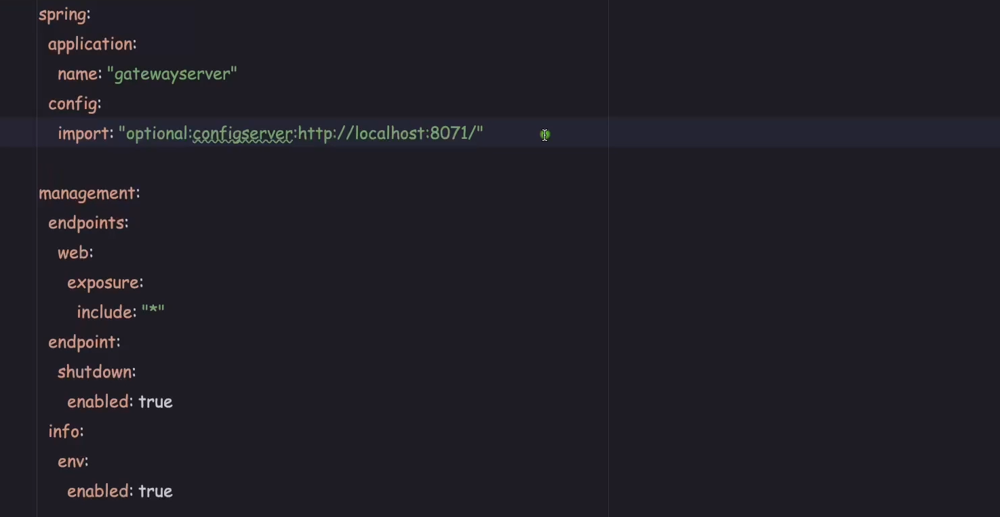 spring:
  application:
    name: "gatewayserver"
  config:
    import: "optional:configserver:http://localhost:8071/"

management:
  endpoints:
    web:
      exposure:
        include: "*"
  endpoint:
    shutdown:
      enabled: true
  info:
    env:
      enabled: true